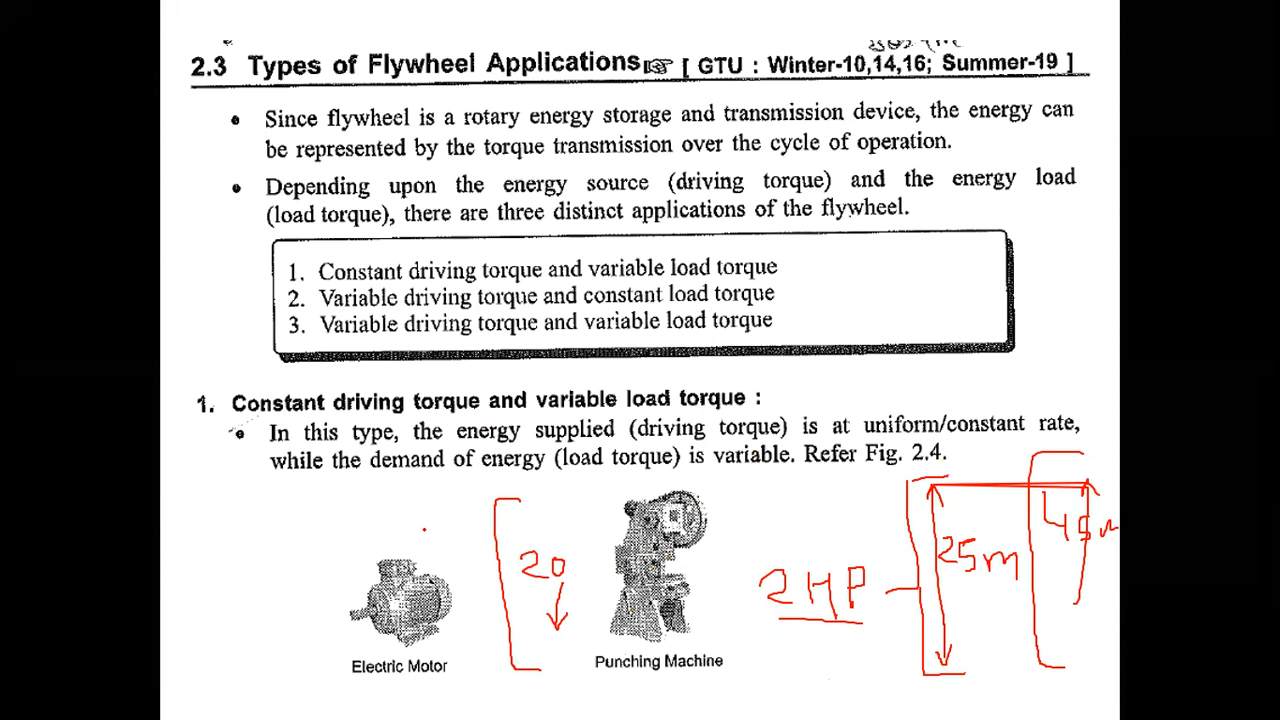 2.3 Types of Flywheel Applications☞ [ GTU : Winter-10,14,16; Summer-19 ]
• Since flywheel is a rotary energy storage and transmission device, the energy can
be represented by the torque transmission over the cycle of operation.
• Depending upon the energy source (driving torque) and the energy load
(load torque), there are three distinct applications of the flywheel.
1. Constant driving torque and variable load torque
2. Variable driving torque and constant load torque
3. Variable driving torque and variable load torque
1. Constant driving torque and variable load torque :
• In this type, the energy supplied (driving torque) is at uniform/constant rate,
while the demand of energy (load torque) is variable. Refer Fig. 2.4.
20
2HP
25m
Electric Motor
Punching Machine